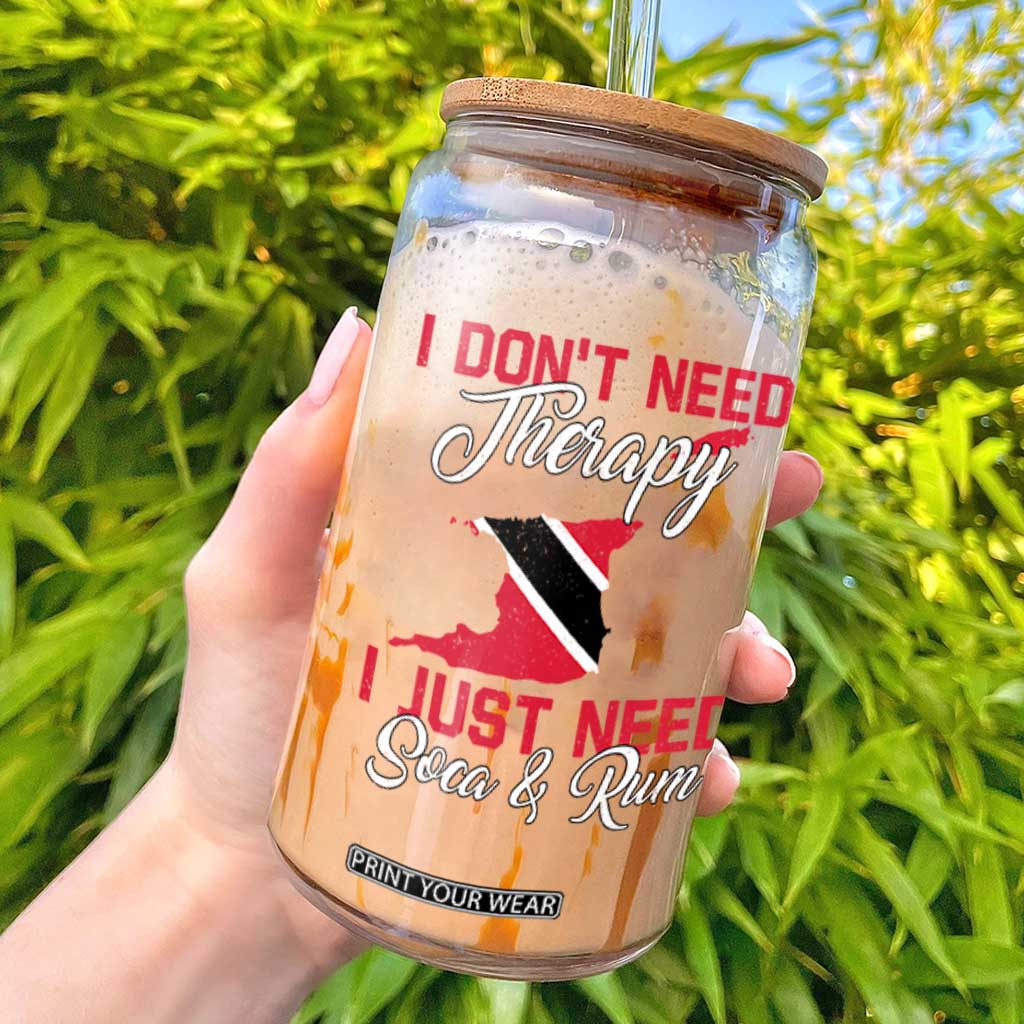 I DON'T NEED
Therapy
I JUST NEED
Soca & Rum
PRINT YOUR WEAR